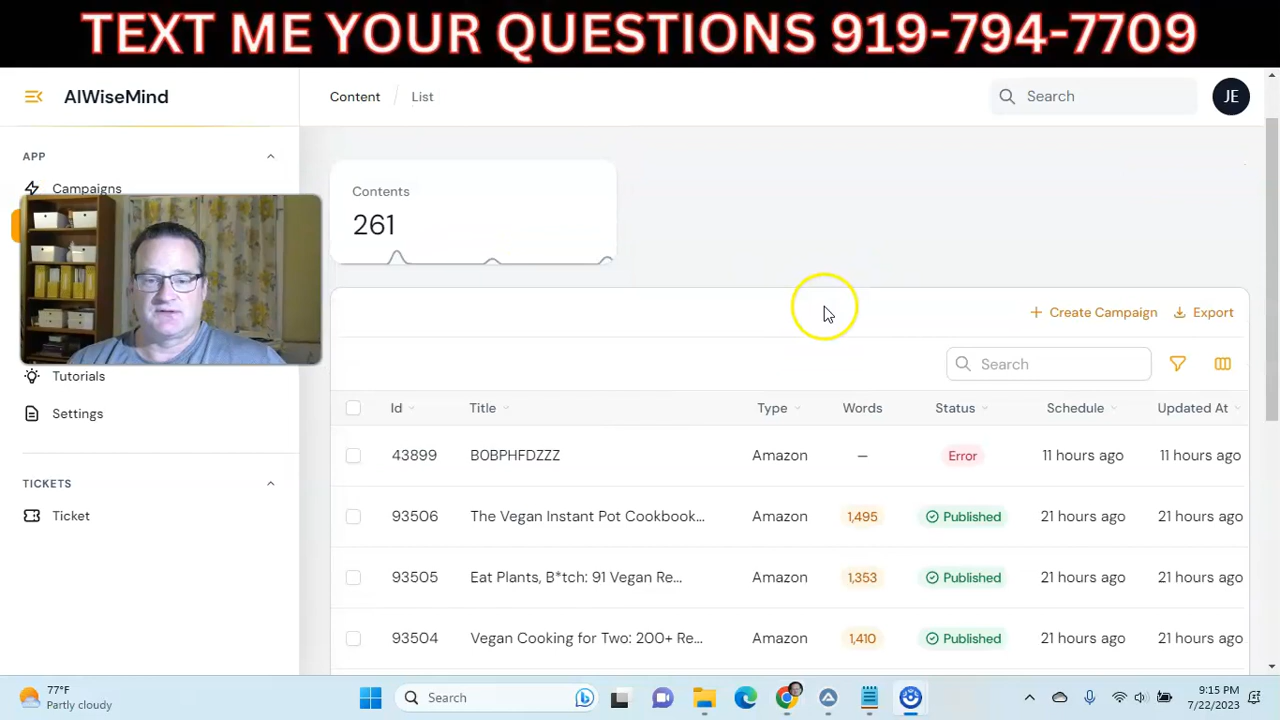 TEXT ME YOUR QUESTIONS 919-794-7709
AIWiseMind
Content
List
Search
JE
APP
Campaigns
Tutorials
Settings
TICKETS
Ticket
Contents
261
Create Campaign
Export
Search
Id Title Type Words Status Schedule Updated At
43899 B0BPHFDZZZ Amazon — Error 11 hours ago 11 hours ago
93506 The Vegan Instant Pot Cookbook... Amazon 1,495 Published 21 hours ago 21 hours ago
93505 Eat Plants, B*tch: 91 Vegan Re... Amazon 1,353 Published 21 hours ago 21 hours ago
93504 Vegan Cooking for Two: 200+ Re... Amazon 1,410 Published 21 hours ago 21 hours ago
77°F
Partly cloudy
Search
9:15 PM
7/22/2023